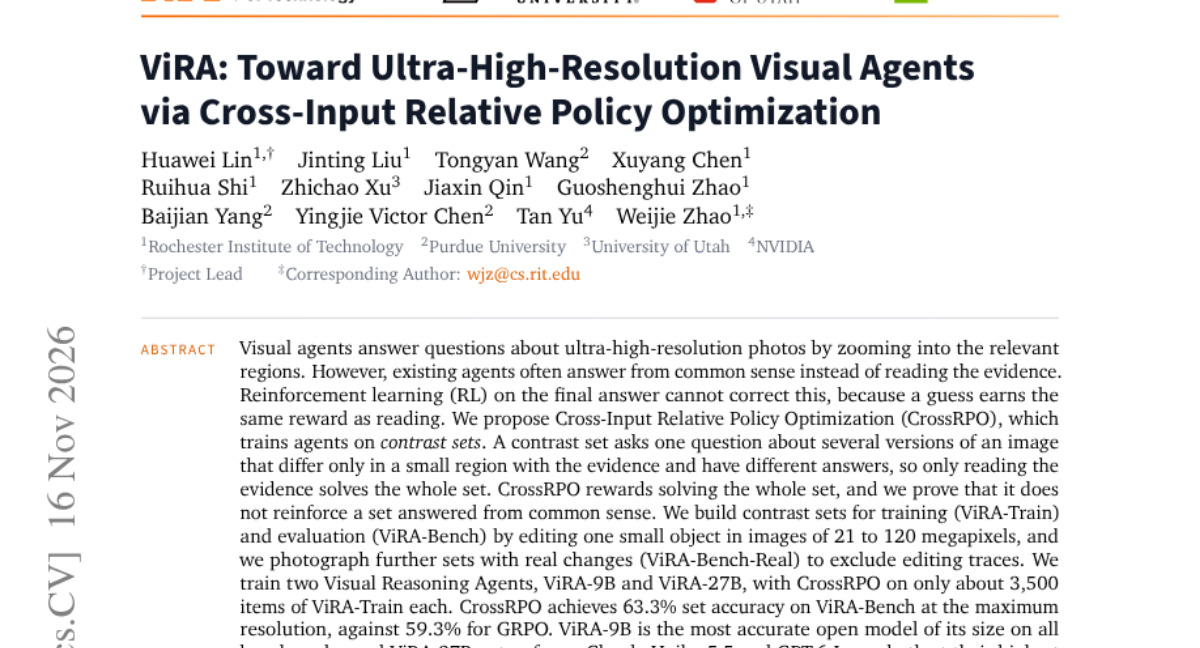 UNIVERSITY
OF UTAH
ViRA: Toward Ultra-High-Resolution Visual Agents
via Cross-Input Relative Policy Optimization
Huawei Lin¹,† Jinting Liu¹ Tongyan Wang² Xuyang Chen¹
Ruihua Shi¹ Zhichao Xu³ Jiaxin Qin¹ Guoshenghui Zhao¹
Baijian Yang² Yingjie Victor Chen² Tan Yu⁴ Weijie Zhao¹,‡
¹Rochester Institute of Technology ²Purdue University ³University of Utah ⁴NVIDIA
†Project Lead ‡Corresponding Author: wjz@cs.rit.edu
cs.CV] 16 Nov 2026
ABSTRACT
Visual agents answer questions about ultra-high-resolution photos by zooming into the relevant
regions. However, existing agents often answer from common sense instead of reading the evidence.
Reinforcement learning (RL) on the final answer cannot correct this, because a guess earns the
same reward as reading. We propose Cross-Input Relative Policy Optimization (CrossRPO), which
trains agents on contrast sets. A contrast set asks one question about several versions of an image
that differ only in a small region with the evidence and have different answers, so only reading the
evidence solves the whole set. CrossRPO rewards solving the whole set, and we prove that it does
not reinforce a set answered from common sense. We build contrast sets for training (ViRA-Train)
and evaluation (ViRA-Bench) by editing one small object in images of 21 to 120 megapixels, and
we photograph further sets with real changes (ViRA-Bench-Real) to exclude editing traces. We
train two Visual Reasoning Agents, ViRA-9B and ViRA-27B, with CrossRPO on only about 3,500
items of ViRA-Train each. CrossRPO achieves 63.3% set accuracy on ViRA-Bench at the maximum
resolution, against 59.3% for GRPO. ViRA-9B is the most accurate open model of its size on all